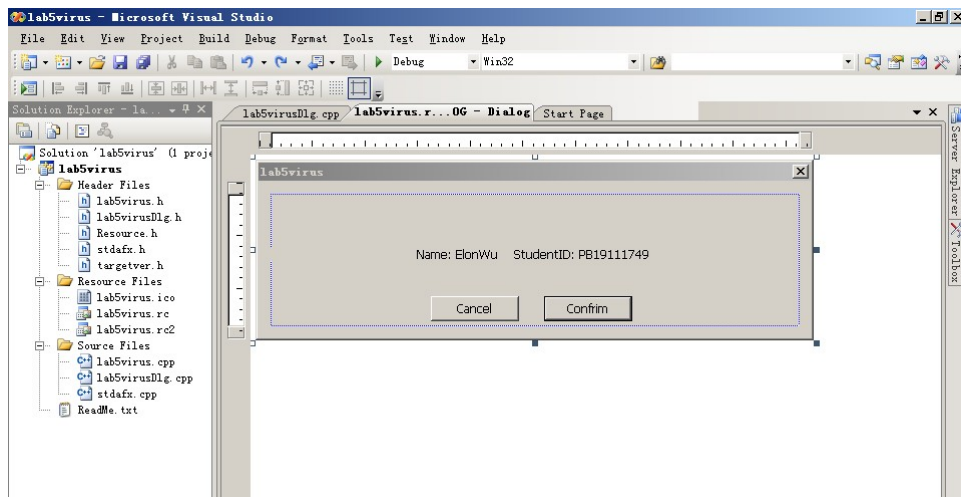 lab5virus - Microsoft Visual Studio
File Edit View Project Build Debug Format Tools Test Window Help
Debug Win32
Solution Explorer - la...
lab5virusDlg.cpp lab5virus.r...OG - Dialog Start Page
Solution 'lab5virus' (1 proje
lab5virus
Header Files
lab5virus.h
lab5virusDlg.h
Resource.h
stdafx.h
targetver.h
Resource Files
lab5virus.ico
lab5virus.rc
lab5virus.rc2
Source Files
lab5virus.cpp
lab5virusDlg.cpp
stdafx.cpp
ReadMe.txt
lab5virus
Name: ElonWu StudentID: PB19111749
Cancel Confrim
Server Explorer
Toolbox